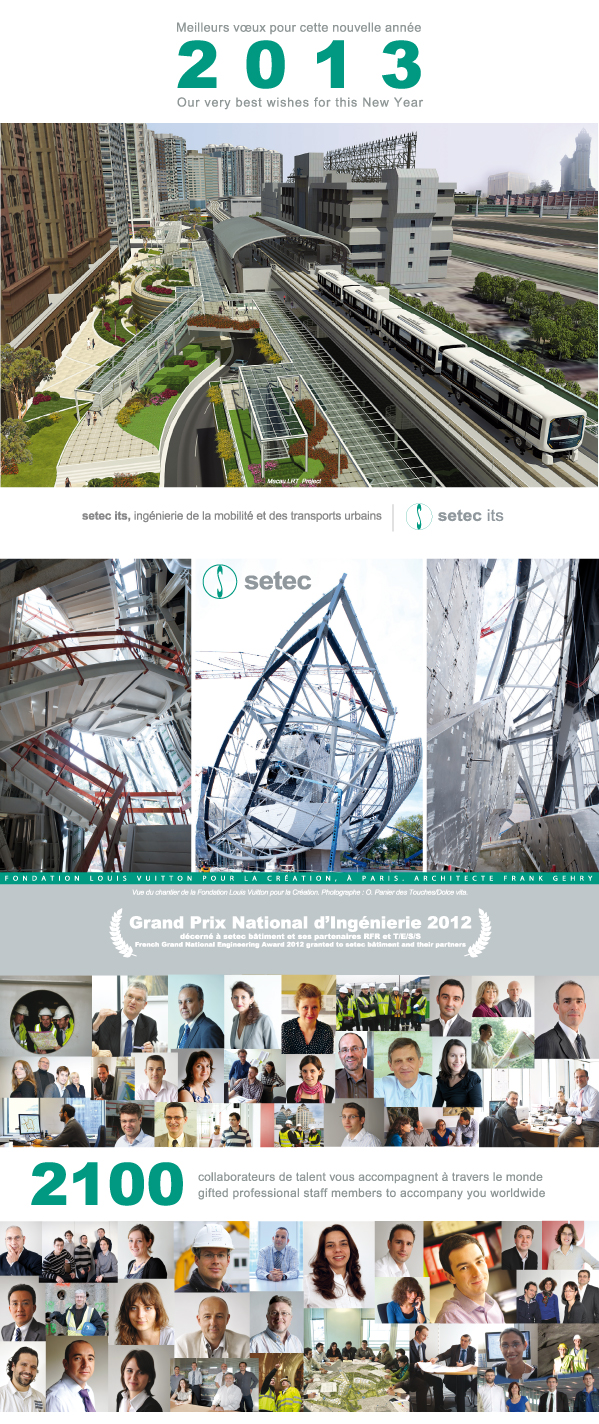 Meilleurs vœux pour cette nouvelle année
2013
Our very best wishes for this New Year
Macau LRT Project
setec its, ingénierie de la mobilité et des transports urbains
setec its
setec
FONDATION LOUIS VUITTON POUR LA CRÉATION, À PARIS. ARCHITECTE FRANK GEHRY
Vue du chantier de la Fondation Louis Vuitton pour la Création. Photographe : O. Panier des Touches/Dolce vita.
Grand Prix National d'Ingénierie 2012
décorné à setec bâtiment et ses partenaires RFR et T/E/S/S
French Grand National Engineering Award 2012 granted to setec bâtiment and their partners
2100
collaborateurs de talent vous accompagnent à travers le monde
gifted professional staff members to accompany you worldwide